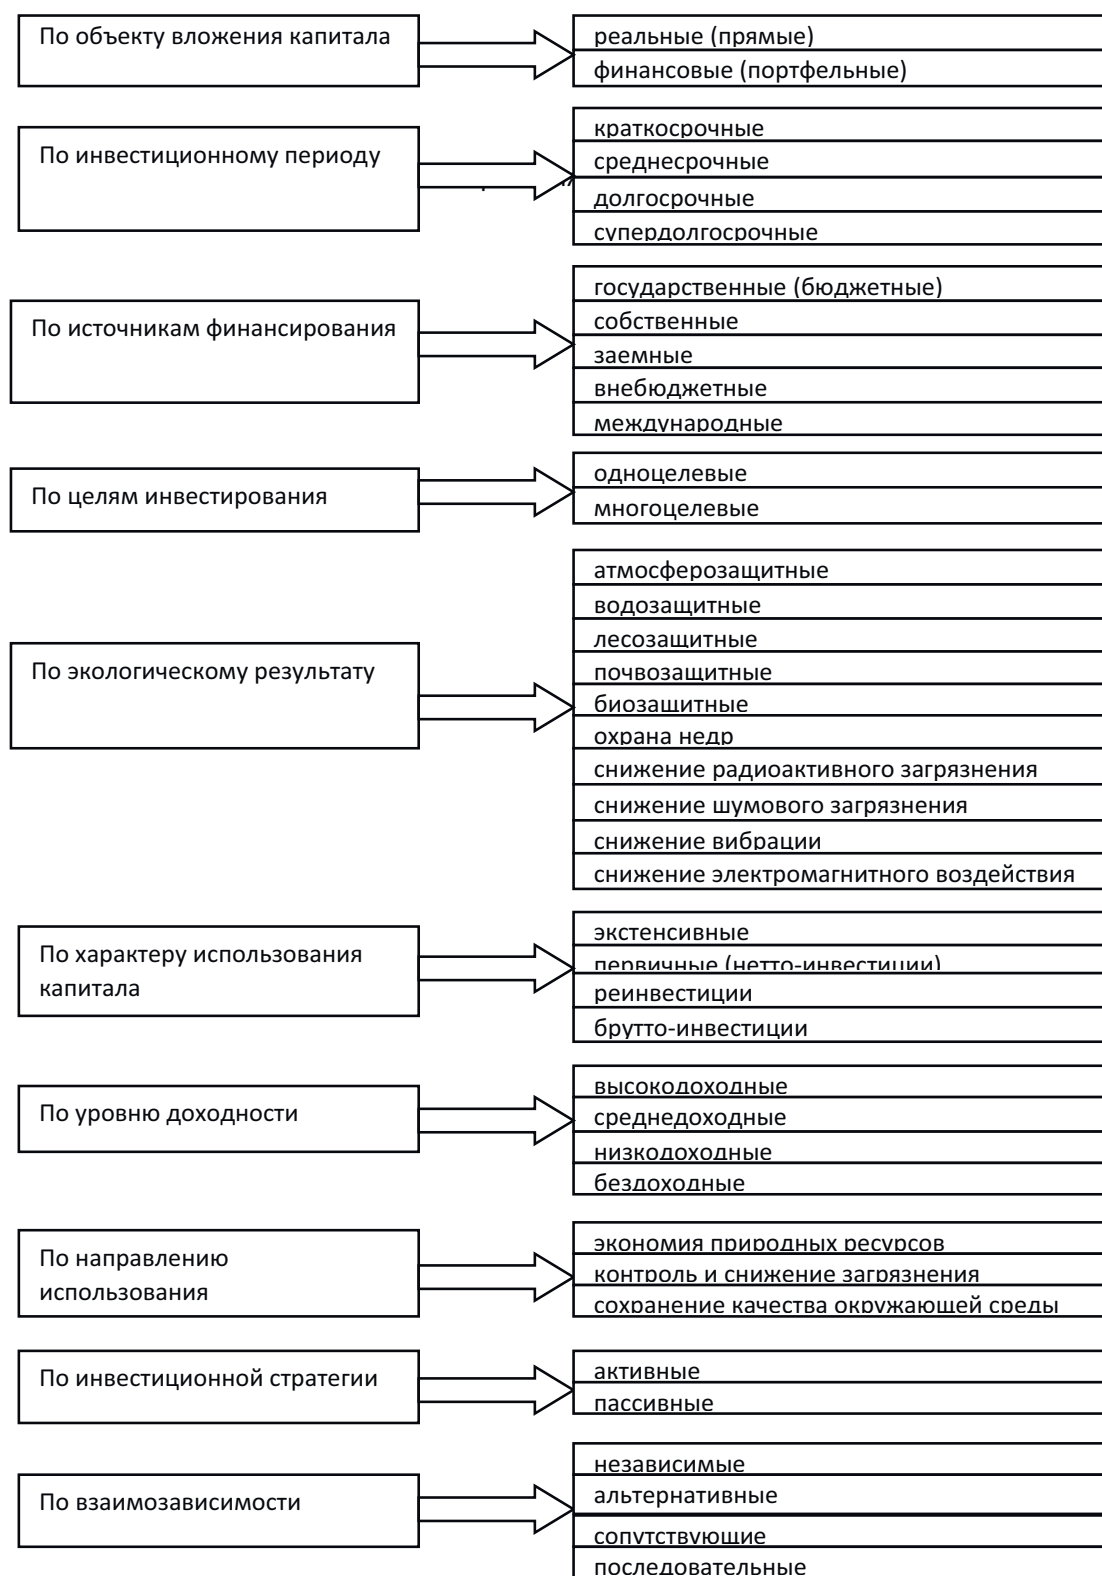 По объекту вложения капитала
реальные (прямые)
финансовые (портфельные)
По инвестиционному периоду
краткосрочные
среднесрочные
долгосрочные
супердолгосрочные
По источникам финансирования
государственные (бюджетные)
собственные
заемные
внебюджетные
международные
По целям инвестирования
одноцелевые
многоцелевые
По экологическому результату
атмосферозащитные
водозащитные
лесозащитные
почвозащитные
биозащитные
охрана недр
снижение радиоактивного загрязнения
снижение шумового загрязнения
снижение вибрации
снижение электромагнитного воздействия
По характеру использования
капитала
экстенсивные
первичные (нетто-инвестиции)
реинвестиции
брутто-инвестиции
По уровню доходности
высокодоходные
среднедоходные
низкодоходные
бездоходные
По направлению
использования
экономия природных ресурсов
контроль и снижение загрязнения
сохранение качества окружающей среды
По инвестиционной стратегии
активные
пассивные
По взаимозависимости
независимые
альтернативные
сопутствующие
последовательные